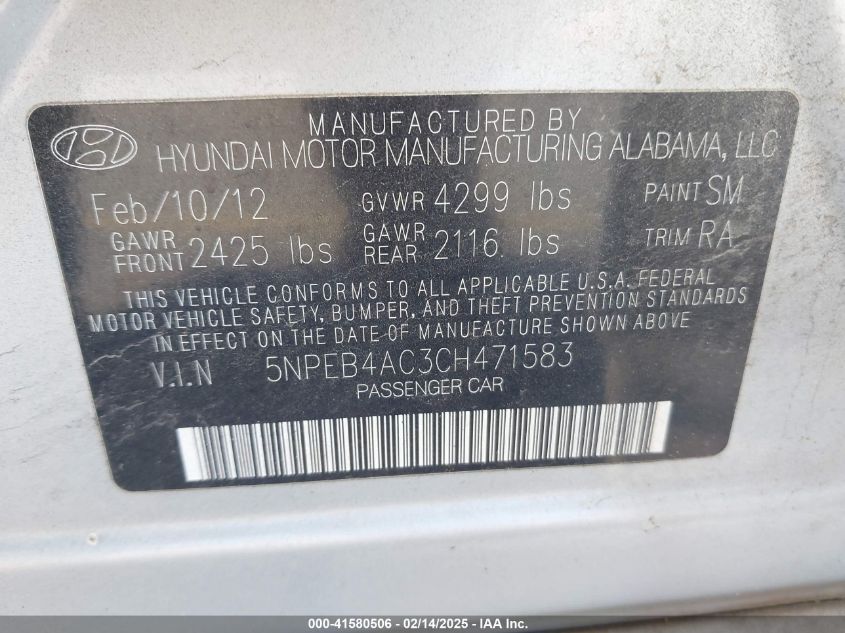 MANUFACTURED BY
HYUNDAI MOTOR MANUFACTURING ALABAMA, LLC
Feb/10/12 GVWR 4299 lbs PAINT SM
GAWR FRONT 2425 lbs GAWR REAR 2116 lbs TRIM RA
THIS VEHICLE CONFORMS TO ALL APPLICABLE U.S.A. FEDERAL
MOTOR VEHICLE SAFETY, BUMPER, AND THEFT PREVENTION STANDARDS
IN EFFECT ON THE DATE OF MANUFACTURE SHOWN ABOVE
V.I.N 5NPEB4AC3CH471583
PASSENGER CAR
000-41580506 - 02/14/2025 - IAA, Inc.